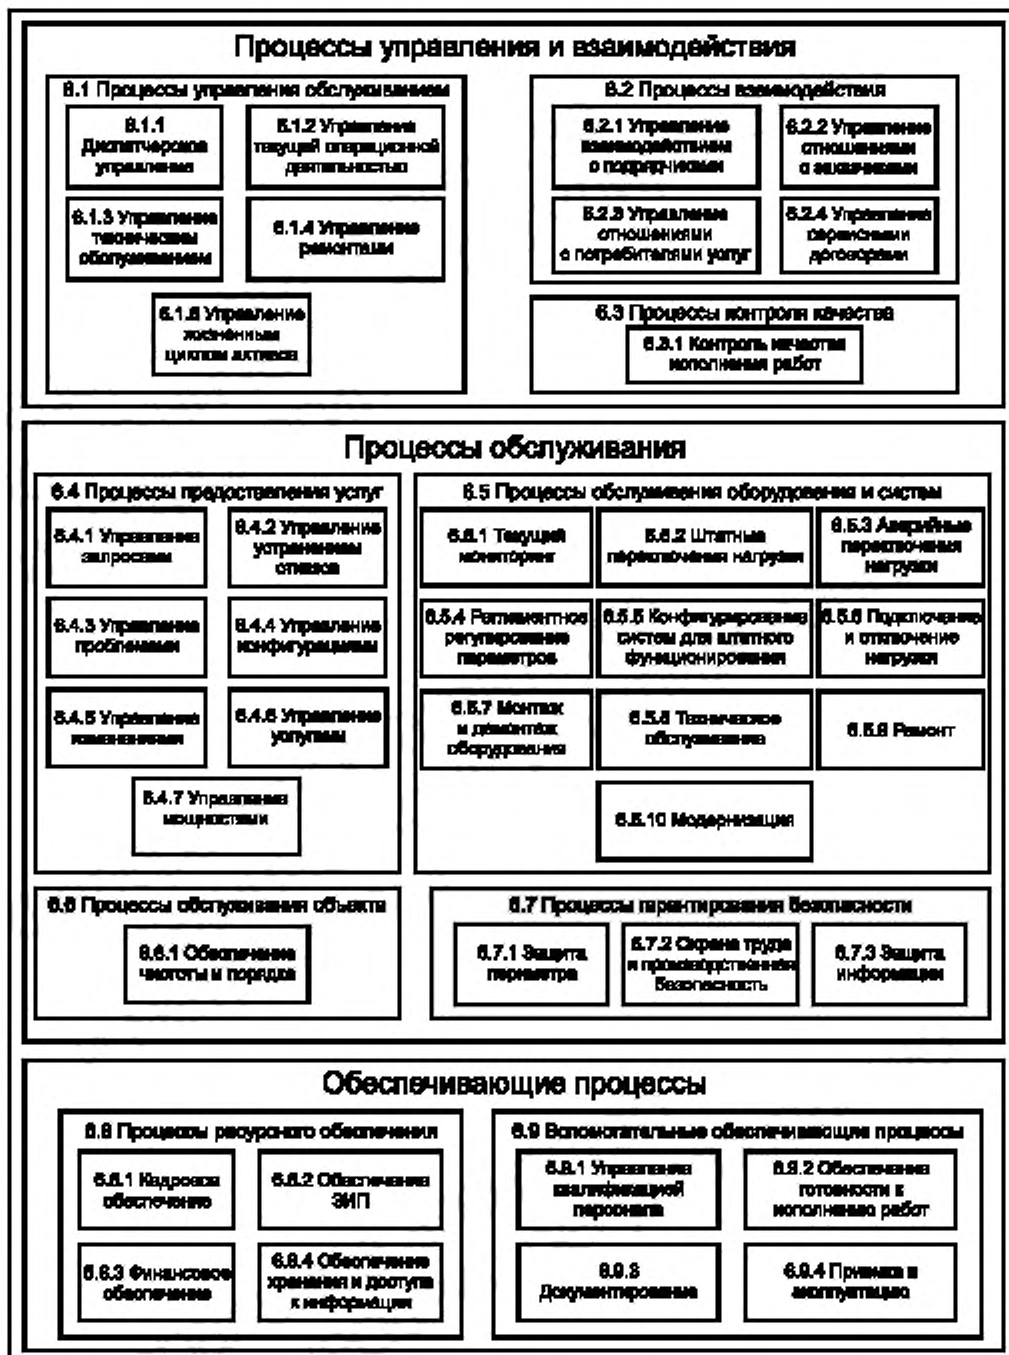 Процессы управления и взаимодействия
6.1 Процессы управления обслуживанием
6.1.1
Диспетчерское
управление
6.1.2 Управление
текущей операционной
деятельностью
6.1.3 Управление
техническим
обслуживанием
6.1.4 Управление
ремонтами
6.1.5 Управление
жизненным
циклом активов
6.2 Процессы взаимодействия
6.2.1 Управление
взаимодействием
с подрядчиками
6.2.2 Управление
отношениями
с заказчиками
6.2.3 Управление
отношениями
с потребителями услуг
6.2.4 Управление
сервисными
договорами
6.3 Процессы контроля качества
6.3.1 Контроль качества
исполнения работ
Процессы обслуживания
6.4 Процессы предоставления услуг
6.4.1 Управление
запросами
6.4.2 Управление
устранением
отказов
6.4.3 Управление
проблемами
6.4.4 Управление
конфигурациями
6.4.5 Управление
изменениями
6.4.6 Управление
услугами
6.4.7 Управление
мощностями
6.5 Процессы обслуживания оборудования и систем
6.5.1 Текущий
мониторинг
6.5.2 Штатные
переключения нагрузки
6.5.3 Аварийные
переключения
нагрузки
6.5.4 Регламентное
регулирование
параметров
6.5.5 Конфигурирование
систем для штатного
функционирования
6.5.6 Подключение
и отключение
нагрузки
6.5.7 Монтаж
и демонтаж
оборудования
6.5.8 Техническое
обслуживание
6.5.9 Ремонт
6.5.10 Модернизация
6.6 Процессы обслуживания объекта
6.6.1 Обеспечение
чистоты и порядка
6.7 Процессы гарантирования безопасности
6.7.1 Защита
периметра
6.7.2 Охрана труда
и производственная
безопасность
6.7.3 Защита
информации
Обеспечивающие процессы
6.8 Процессы ресурсного обеспечения
6.8.1 Кадровое
обеспечение
6.8.2 Обеспечение
ЗИП
6.8.3 Финансовое
обеспечение
6.8.4 Обеспечение
хранения и доступа
к информации
6.9 Вспомогательные обеспечивающие процессы
6.9.1 Управление
квалификацией
персонала
6.9.2 Обеспечение
готовности к
исполнению работ
6.9.3
Документирование
6.9.4 Приемка в
эксплуатацию